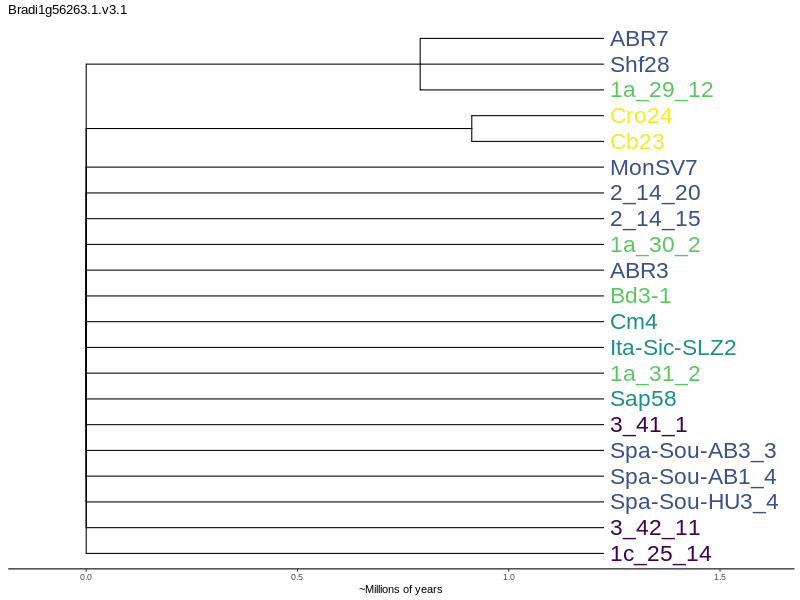 Bradi1g56263.1.v3.1
ABR7
Shf28
1a_29_12
Cro24
Cb23
MonSV7
2_14_20
2_14_15
1a_30_2
ABR3
Bd3-1
Cm4
Ita-Sic-SLZ2
1a_31_2
Sap58
3_41_1
Spa-Sou-AB3_3
Spa-Sou-AB1_4
Spa-Sou-HU3_4
3_42_11
1c_25_14
0.0 0.5 1.0 1.5
~Millions of years